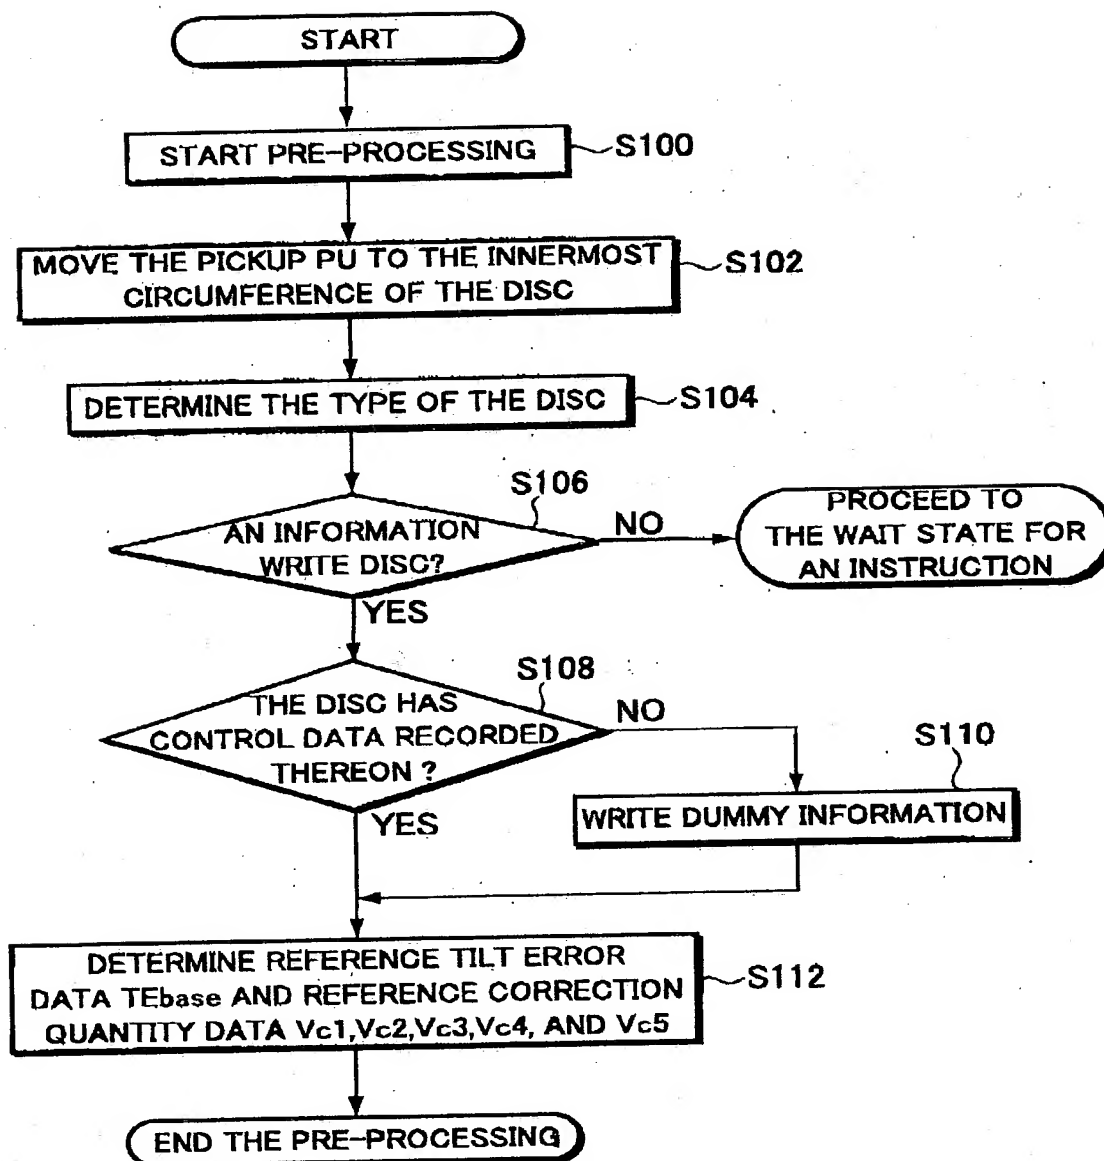 START
START PRE-PROCESSING
S100
MOVE THE PICKUP PU TO THE INNERMOST
CIRCUMFERENCE OF THE DISC
S102
DETERMINE THE TYPE OF THE DISC
S104
S106
AN INFORMATION
WRITE DISC?
NO
PROCEED TO
THE WAIT STATE FOR
AN INSTRUCTION
YES
S108
THE DISC HAS
CONTROL DATA RECORDED
THEREON ?
NO
S110
WRITE DUMMY INFORMATION
YES
DETERMINE REFERENCE TILT ERROR
DATA TEbase AND REFERENCE CORRECTION
QUANTITY DATA Vc1,Vc2,Vc3,Vc4, AND Vc5
S112
END THE PRE-PROCESSING